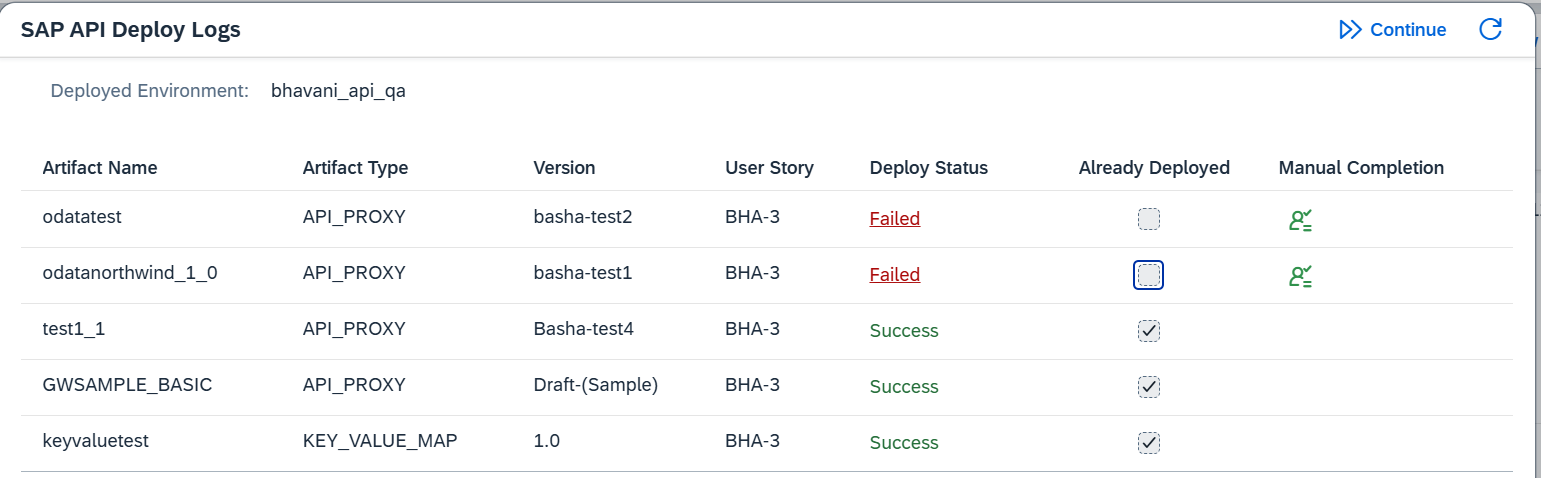 SAP API Deploy Logs Continue
Deployed Environment: bhavani_api_qa
Artifact Name Artifact Type Version User Story Deploy Status Already Deployed Manual Completion
odatatest API_PROXY basha-test2 BHA-3 Failed
odatanorthwind_1_0 API_PROXY basha-test1 BHA-3 Failed
test1_1 API_PROXY Basha-test4 BHA-3 Success
GWSAMPLE_BASIC API_PROXY Draft-(Sample) BHA-3 Success
keyvaluetest KEY_VALUE_MAP 1.0 BHA-3 Success